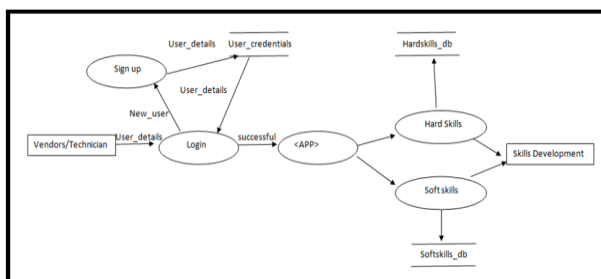 User_details
User_credentials
Hardskills_db
Sign up
User_details
New_user
Hard Skills
User_details
successful
Vendors/Technician
Login
<APP>
Skills Development
Soft skills
Softskills_db